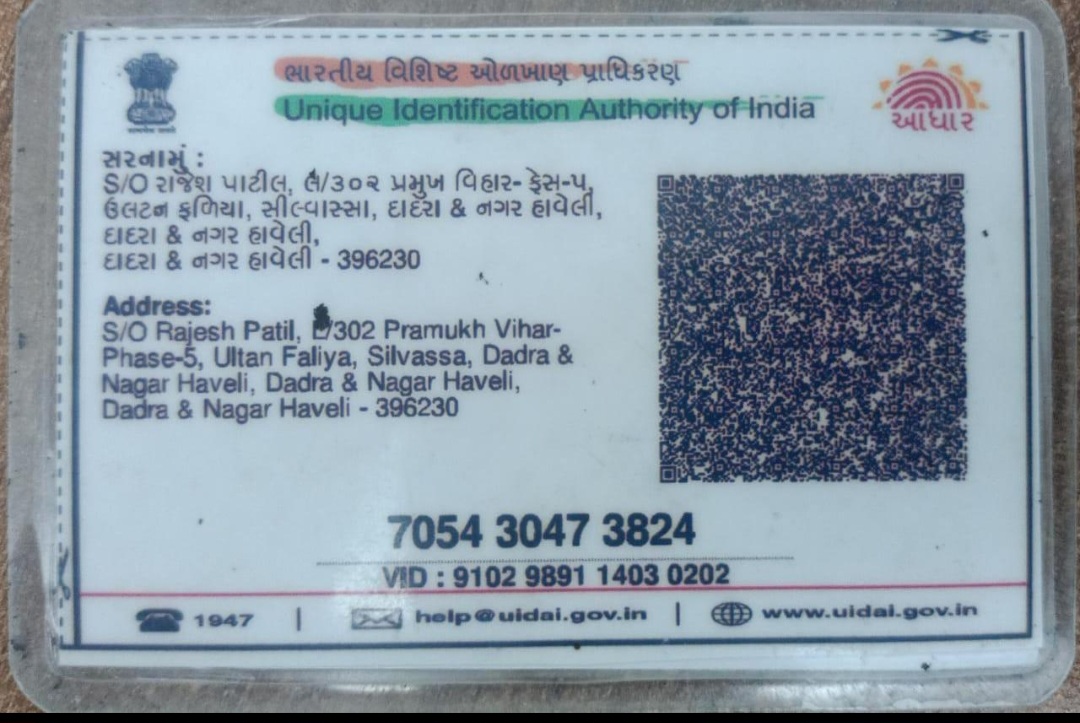 ભારતીય વિશિષ્ટ ઓળખાણ પ્રાધિકરણ
Unique Identification Authority of India
આધાર
સરનામું :
S/O રાજેશ પાટીલ, /૩૦૨ પ્રમુખ વિહાર- ફેસ-૫,
ઉલટન ફળિયા, સીલ્વાસ્સા, દાદરા & નગર હાવેલી,
દાદરા & નગર હાવેલી,
દાદરા & નગર હાવેલી - 396230
Address:
S/O Rajesh Patil, /302 Pramukh Vihar-
Phase-5, Ultan Faliya, Silvassa, Dadra &
Nagar Haveli, Dadra & Nagar Haveli,
Dadra & Nagar Haveli - 396230
7054 3047 3824
VID : 9102 9891 1403 0202
1947 | help@uidai.gov.in | www.uidai.gov.in